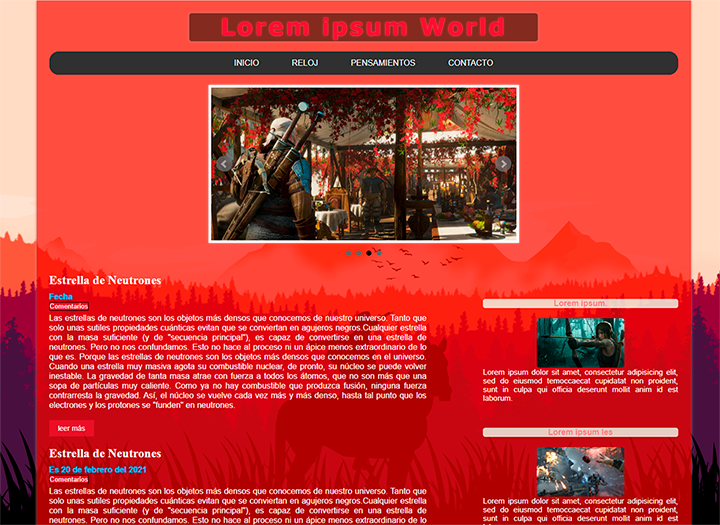 Lorem Ipsum World
INICIO RELOJ PENSAMIENTOS CONTACTO
Estrella de Neutrones
Fecha
Comentarios
Las estrellas de neutrones son los objetos más densos que conocemos de nuestro universo. Tanto que
solo unas sutiles propiedades cuánticas evitan que se conviertan en agujeros negros.Cualquier estrella
con la masa suficiente (y de "secuencia principal"), es capaz de convertirse en una estrella de
neutrones. Pero no nos confundamos. Esto no hace al proceso ni un ápice menos extraordinario de lo
que es. Porque las estrellas de neutrones son los objetos más densos que conocemos en el universo.
Cuando una estrella muy masiva agota su combustible nuclear, de pronto, su núcleo se puede volver
inestable. La gravedad de tanta masa atrae con fuerza a todos los átomos, que no son más que una
sopa de partículas muy caliente. Como ya no hay combustible que produzca fusión, ninguna fuerza
contrarresta la gravedad. Así, el núcleo se vuelve cada vez más y más denso, hasta tal punto que los
electrones y los protones se "funden" en neutrones.
leer más
Estrella de Neutrones
Es 20 de febrero del 2021
Comentarios
Las estrellas de neutrones son los objetos más densos que conocemos de nuestro universo. Tanto que
solo unas sutiles propiedades cuánticas evitan que se conviertan en agujeros negros.Cualquier estrella
con la masa suficiente (y de "secuencia principal"), es capaz de convertirse en una estrella de
neutrones. Pero no nos confundamos. Esto no hace al proceso ni un ápice menos extraordinario de lo
Lorem ipsum.
Lorem ipsum dolor sit amet, consectetur adipisicing elit,
sed do eiusmod temoccaecat cupidatat non proident,
sunt in culpa qui officia deserunt mollit anim id est
laborum.
Lorem ipsum les
Lorem ipsum dolor sit amet, consectetur adipisicing elit,
sed do eiusmod temoccaecat cupidatat non proident,
sunt in culpa qui officia deserunt mollit anim id est